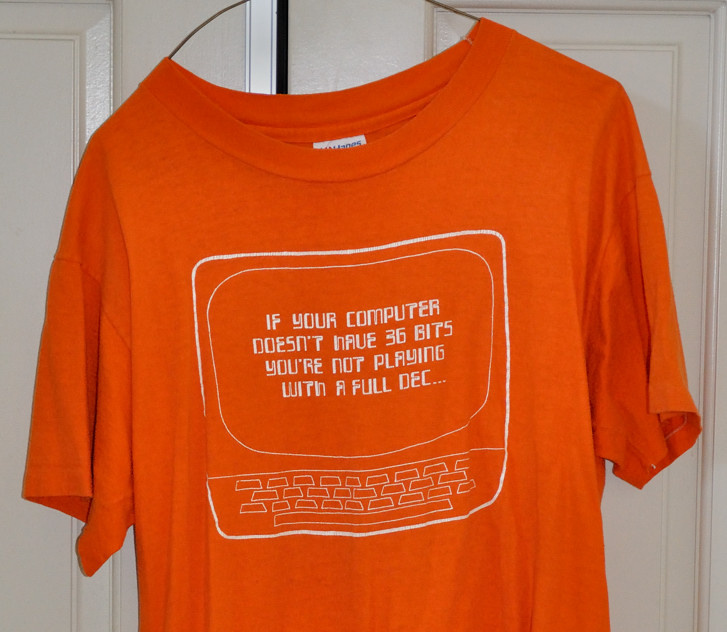 IF YOUR COMPUTER
DOESN'T HAVE 36 BITS
YOU'RE NOT PLAYING
WITH A FULL DEC...